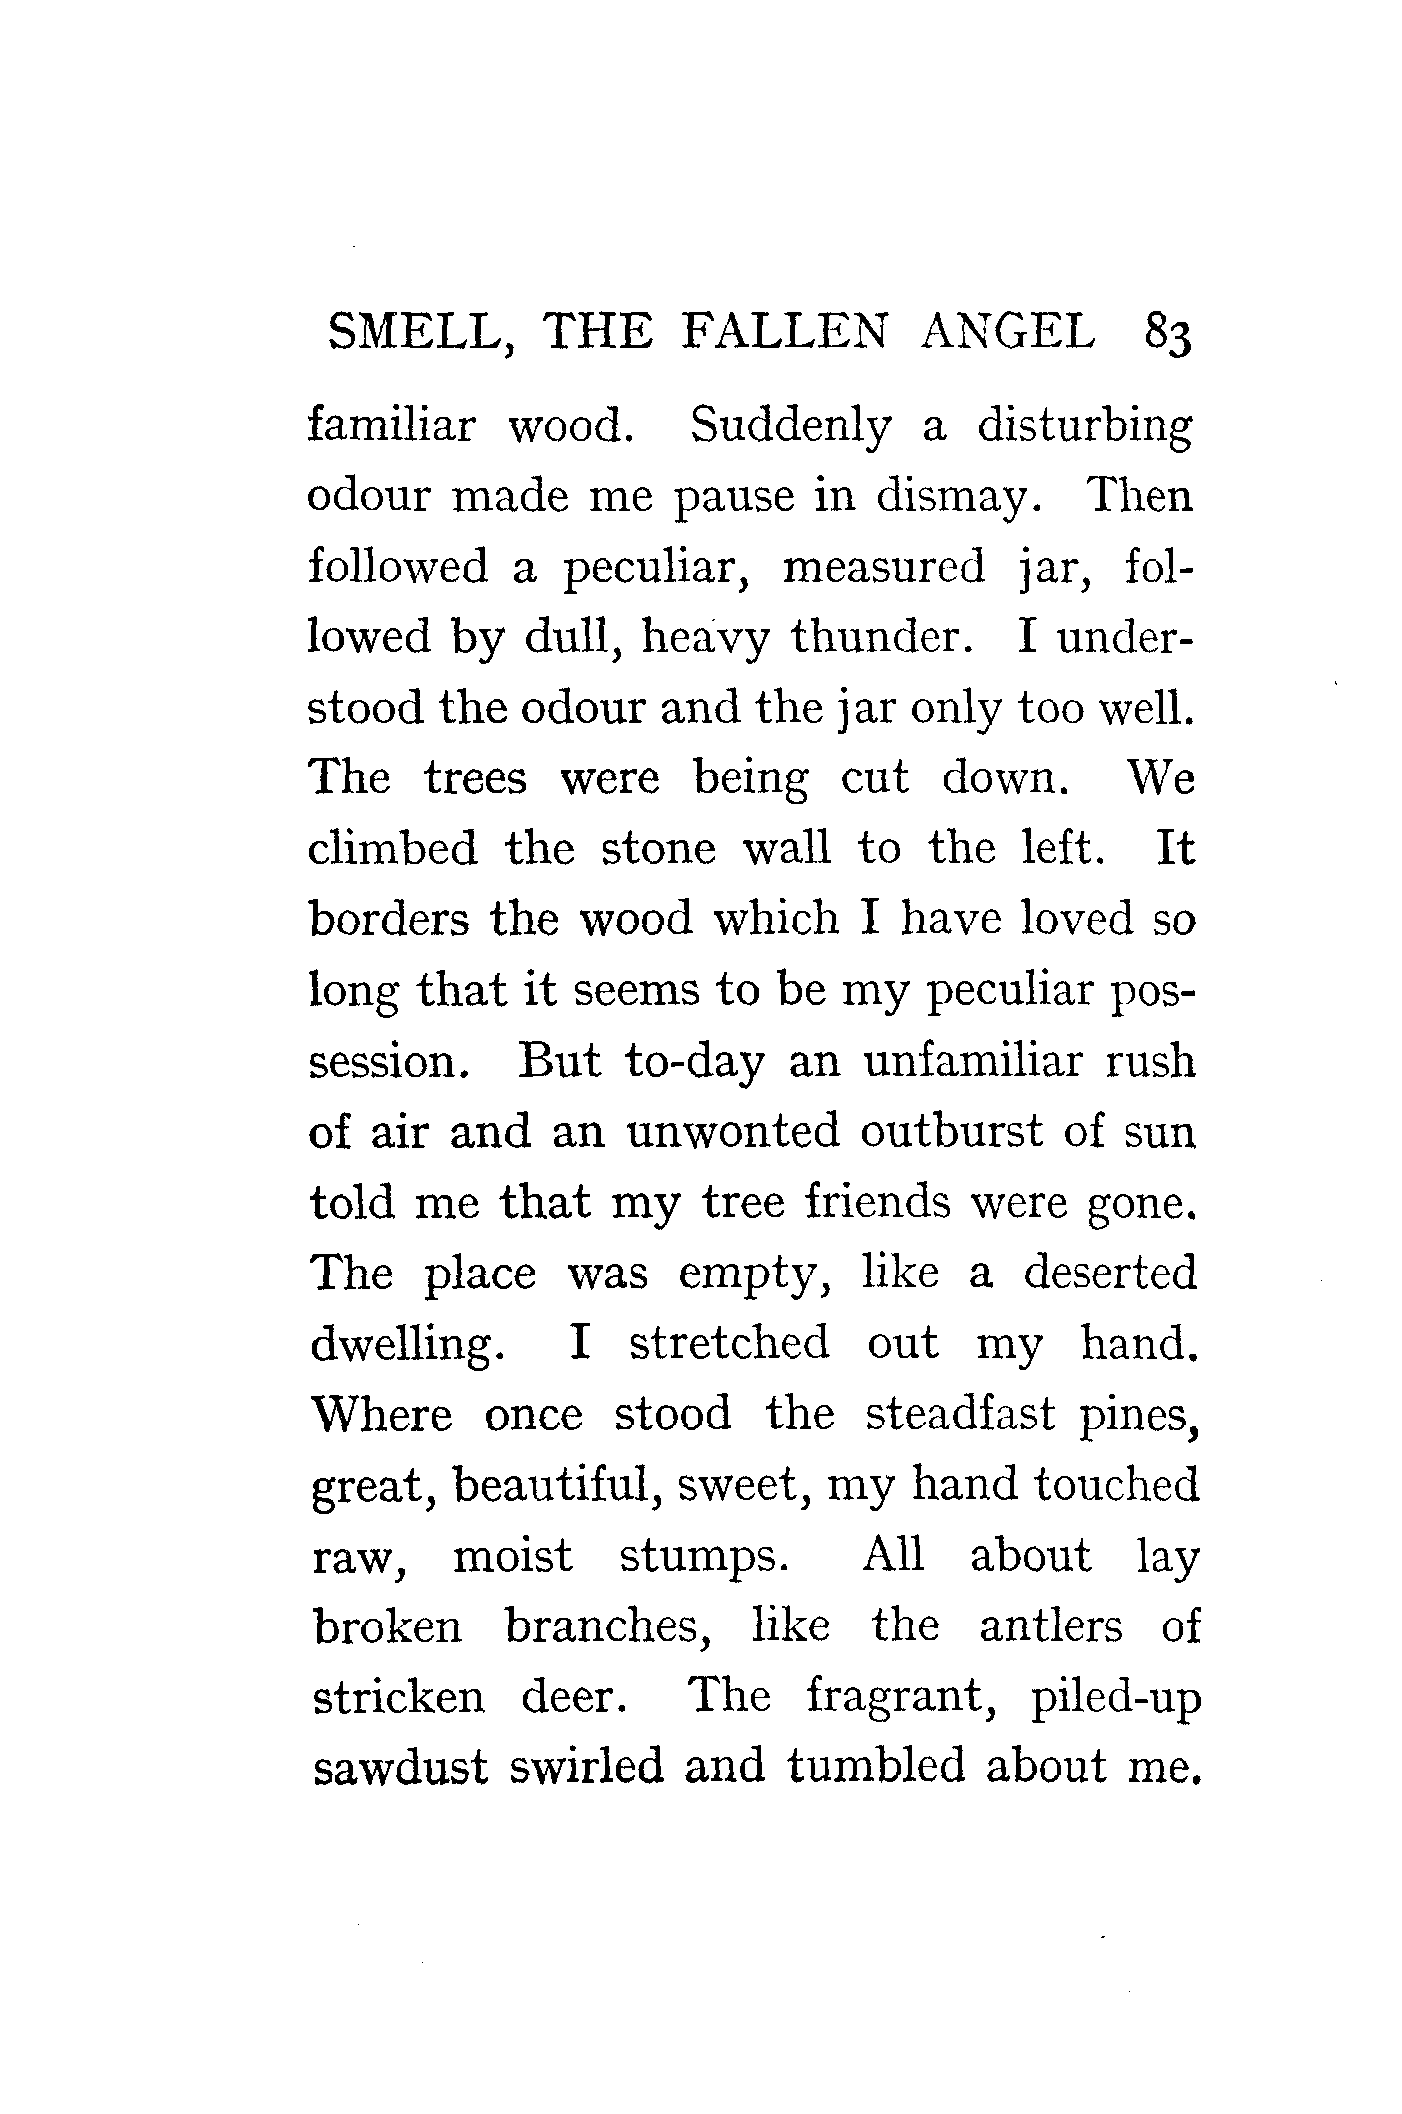 SMELL, THE FALLEN ANGEL 83
familiar wood. Suddenly a disturbing
odour made me pause in dismay. Then
followed a peculiar, measured jar, fol-
lowed by dull, heavy thunder. I under-
stood the odour and the jar only too well.
The trees were being cut down. We
climbed the stone wall to the left. It
borders the wood which I have loved so
long that it seems to be my peculiar pos-
session. But to-day an unfamiliar rush
of air and an unwonted outburst of sun
told me that my tree friends were gone.
The place was empty, like a deserted
dwelling. I stretched out my hand.
Where once stood the steadfast pines,
great, beautiful, sweet, my hand touched
raw, moist stumps. All about lay
broken branches, like the antlers of
stricken deer. The fragrant, piled-up
sawdust swirled and tumbled about me.